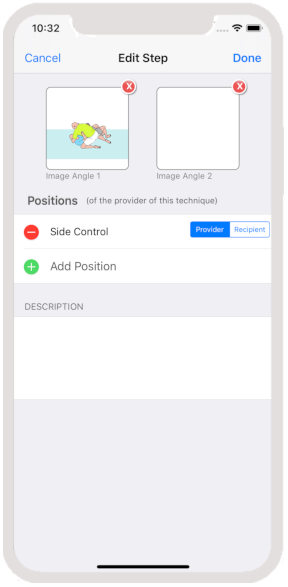 10:32
Cancel Edit Step Done
X X
Image Angle 1 Image Angle 2
Positions (of the provider of this technique)
Side Control Provider Recipient
Add Position
DESCRIPTION